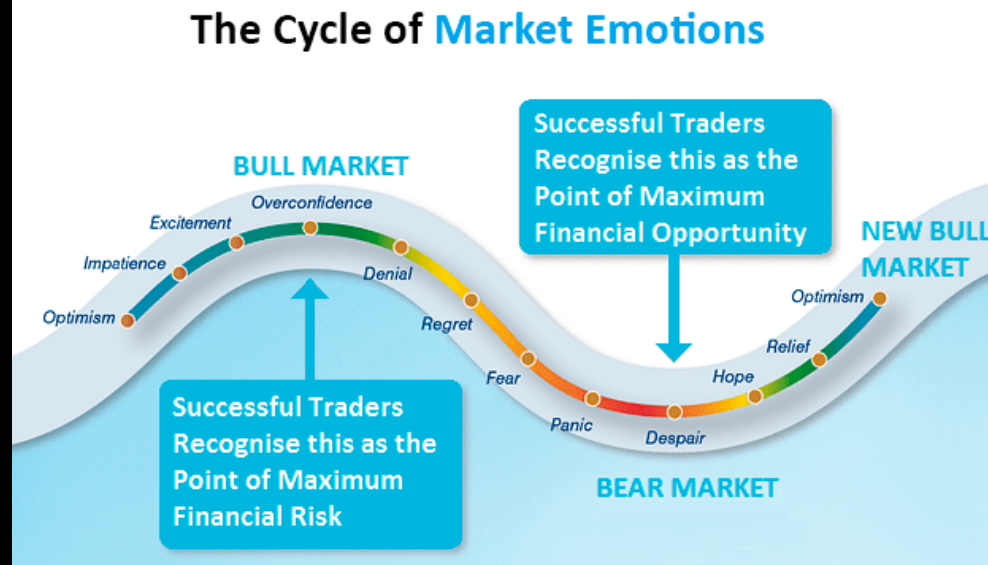 The Cycle of Market Emotions
BULL MARKET
Overconfidence
Excitement
Impatience
Optimism
Denial
Regret
Fear
Panic
Despair
Hope
Relief
Optimism
Successful Traders
Recognise this as the
Point of Maximum
Financial Opportunity
NEW BULL
MARKET
Successful Traders
Recognise this as the
Point of Maximum
Financial Risk
BEAR MARKET